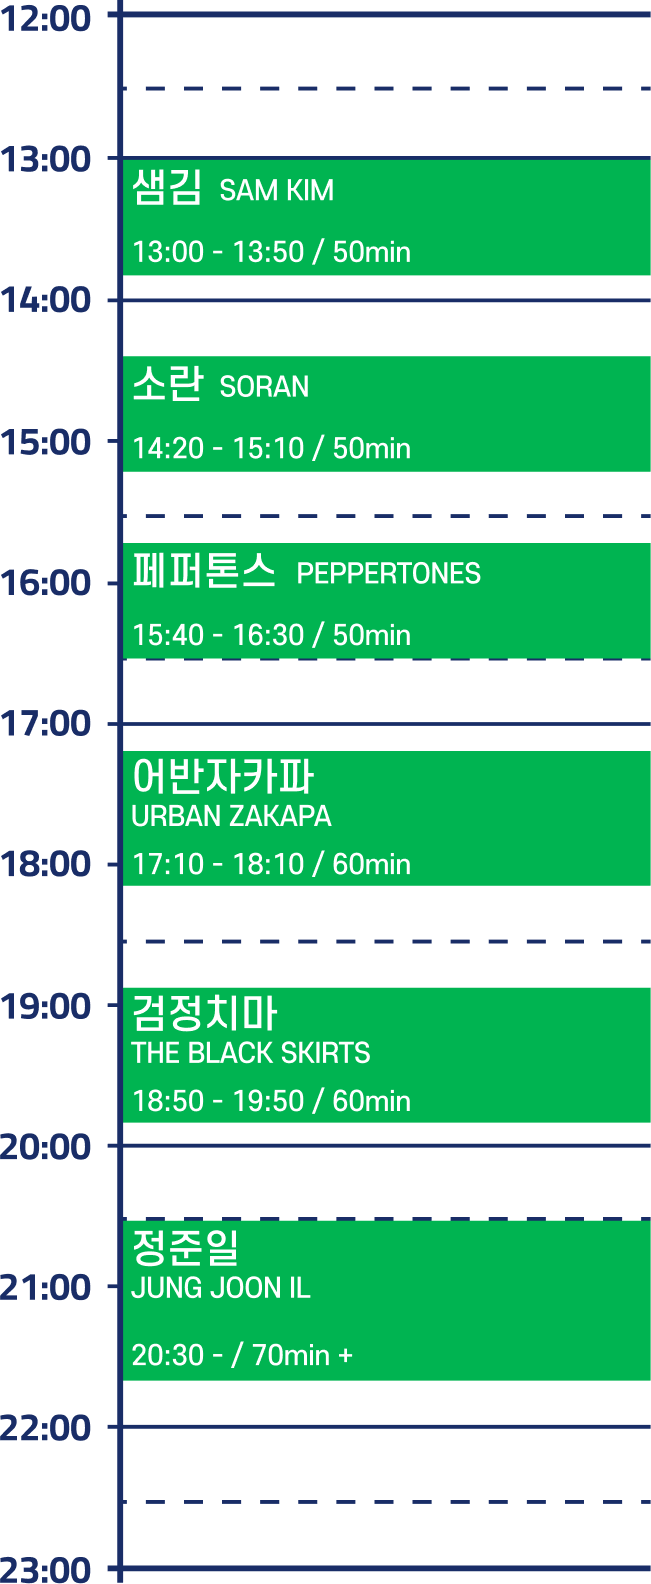 12:00
13:00
샘김 SAM KIM
13:00 - 13:50 / 50min
14:00
소란 SORAN
15:00
14:20 - 15:10 / 50min
페퍼톤스 PEPPERTONES
16:00
15:40 - 16:30 / 50min
17:00
어반자카파
URBAN ZAKAPA
18:00
17:10 - 18:10 / 60min
19:00
검정치마
THE BLACK SKIRTS
18:50 - 19:50 / 60min
20:00
정준일
JUNG JOON IL
21:00
20:30 - / 70min +
22:00
23:00